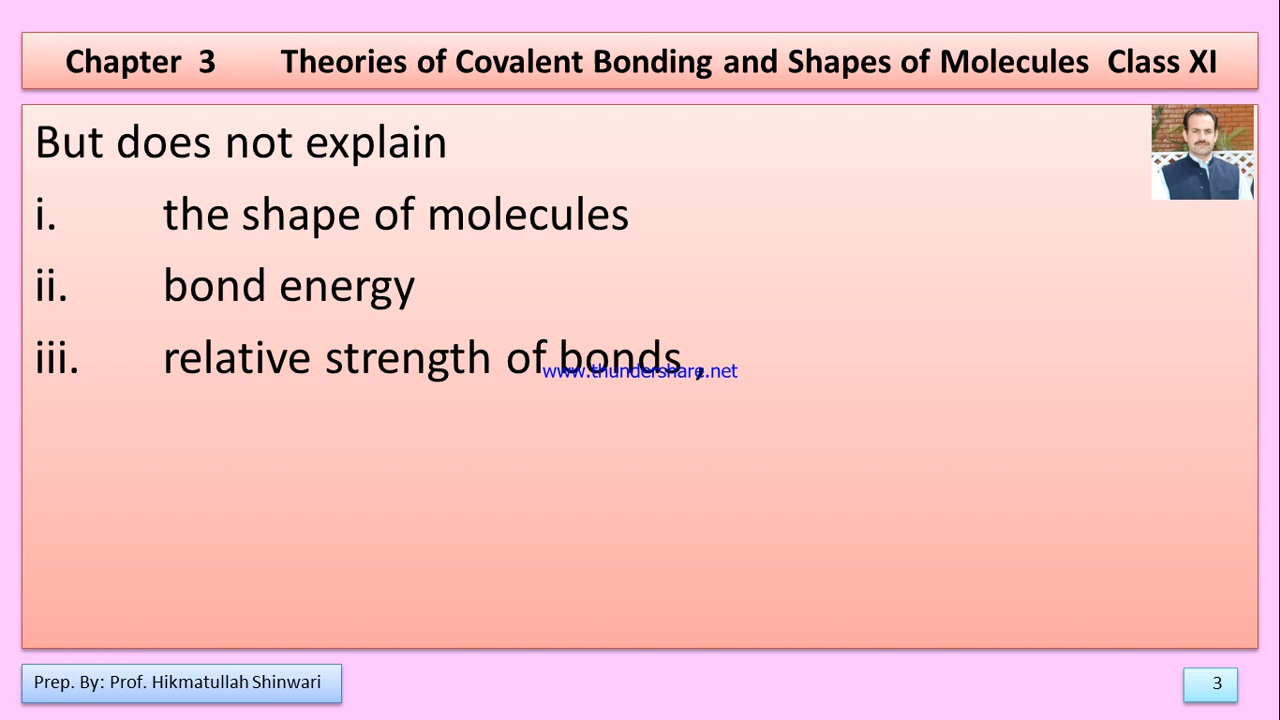 Chapter 3 Theories of Covalent Bonding and Shapes of Molecules Class XI
But does not explain
i. the shape of molecules
ii. bond energy
iii. relative strength of bonds ,
www.thundershare.net
Prep. By: Prof. Hikmatullah Shinwari
3